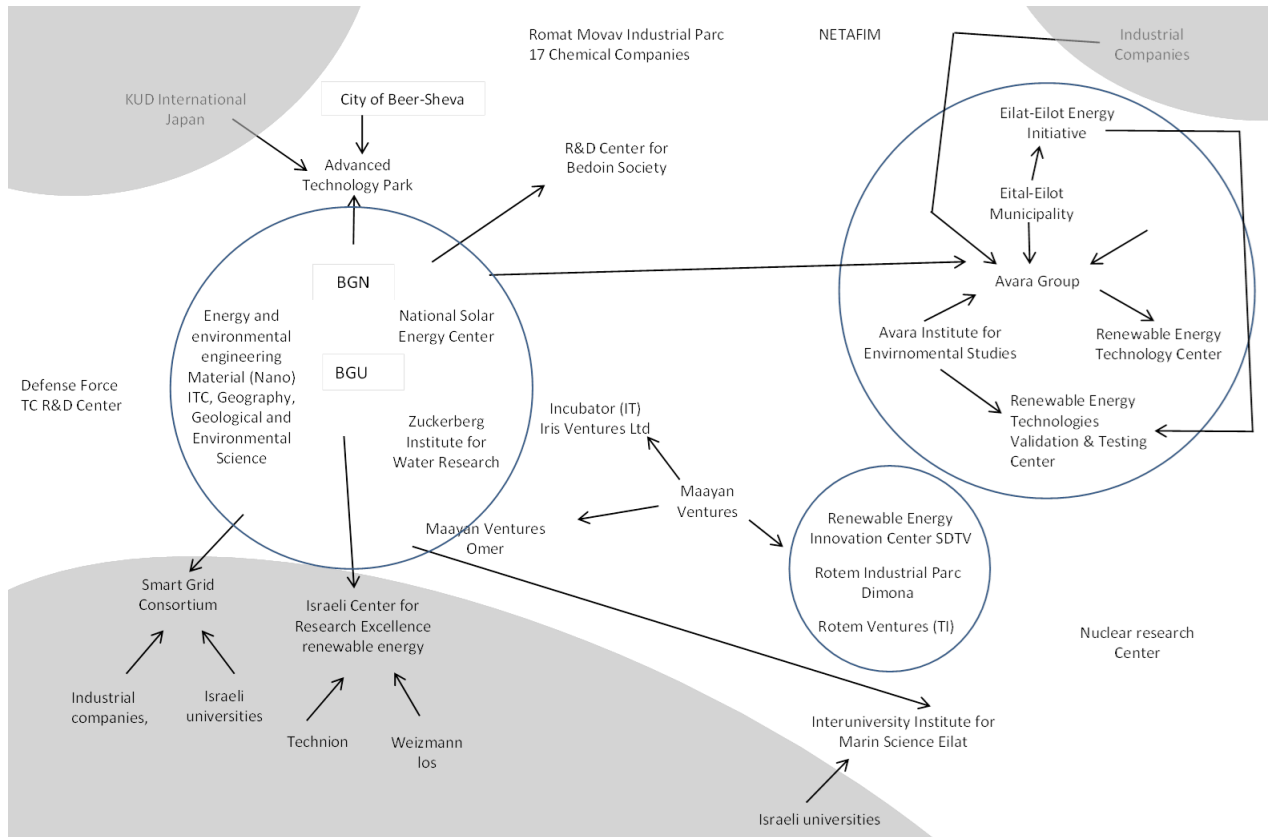 Romat Movav Industrial Parc
17 Chemical Companies
NETAFIM
Industrial
Companies
KUD International
Japan
City of Beer-Sheva
Advanced
Technology Park
R&D Center for
Bedoin Society
Eilat-Eilot Energy
Initiative
Eital-Eilot
Municipality
Avara Group
Avara Institute for
Envirnomental Studies
Renewable Energy
Technology Center
Renewable Energy
Technologies
Validation & Testing
Center
BGN
Energy and
environmental
engineering
Material (Nano)
ITC, Geography,
Geological and
Environmental
Science
National Solar
Energy Center
BGU
Zuckerberg
Institute for
Water Research
Defense Force
TC R&D Center
Incubator (IT)
Iris Ventures Ltd
Maayan
Ventures
Maayan Ventures
Omer
Renewable Energy
Innovation Center SDTV
Rotem Industrial Parc
Dimona
Rotem Ventures (TI)
Nuclear research
Center
Smart Grid
Consortium
Israeli Center for
Research Excellence
renewable energy
Industrial
companies,
Israeli
universities
Technion
Weizmann
Ios
Interuniversity Institute for
Marin Science Eilat
Israeli universities